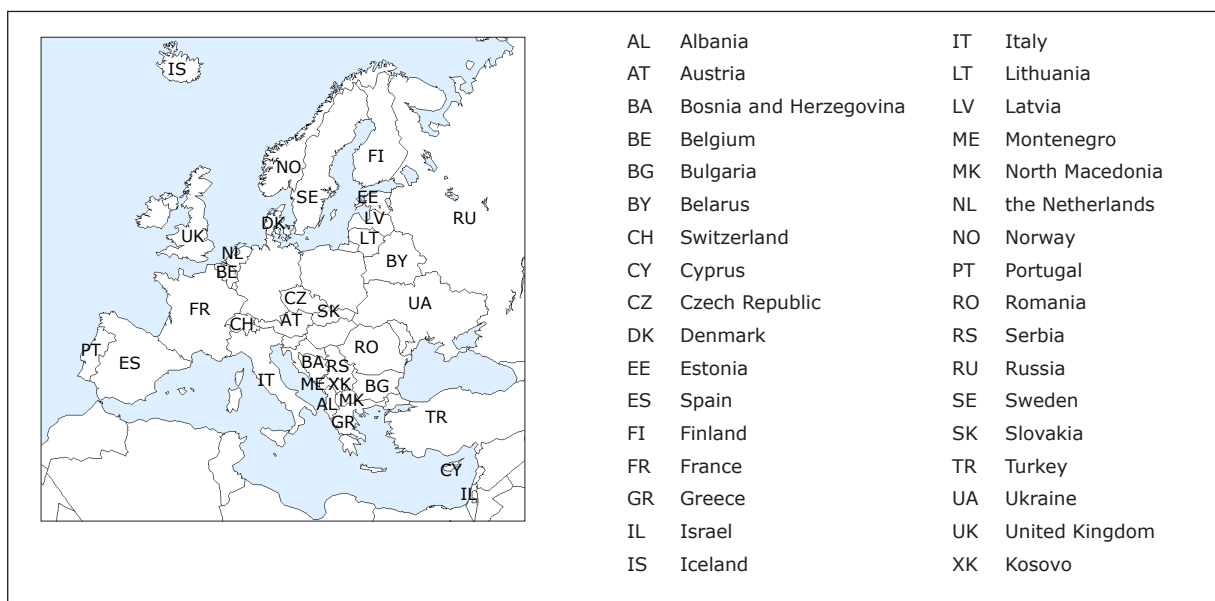 IS
NO
FI
SE
EE
RU
DK
LV
UK
LT
NL
BY
BE
CZ
UA
FR
SK
AT
CH
RO
PT
ES
BA
RS
IT
ME
XK
BG
AL
MK
TR
GR
CY
IL
AL Albania
AT Austria
BA Bosnia and Herzegovina
BE Belgium
BG Bulgaria
BY Belarus
CH Switzerland
CY Cyprus
CZ Czech Republic
DK Denmark
EE Estonia
ES Spain
FI Finland
FR France
GR Greece
IL Israel
IS Iceland
IT Italy
LT Lithuania
LV Latvia
ME Montenegro
MK North Macedonia
NL the Netherlands
NO Norway
PT Portugal
RO Romania
RS Serbia
RU Russia
SE Sweden
SK Slovakia
TR Turkey
UA Ukraine
UK United Kingdom
XK Kosovo